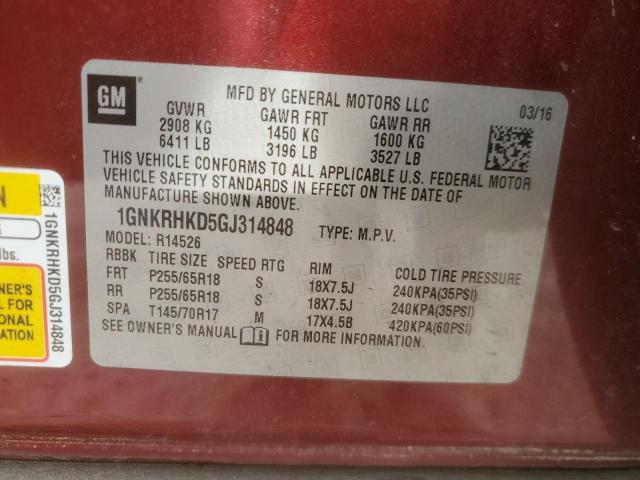 GM
MFD BY GENERAL MOTORS LLC
03/16
GVWR GAWR FRT GAWR RR
2908 KG 1450 KG 1600 KG
6411 LB 3196 LB 3527 LB
THIS VEHICLE CONFORMS TO ALL APPLICABLE U.S. FEDERAL MOTOR
VEHICLE SAFETY STANDARDS IN EFFECT ON THE DATE OF
MANUFACTURE SHOWN ABOVE.
1GNKRHKD5GJ314848 TYPE: M.P.V.
MODEL: R14526
RBBK TIRE SIZE SPEED RTG RIM COLD TIRE PRESSURE
FRT P255/65R18 S 18X7.5J 240KPA(35PSI)
RR P255/65R18 S 18X7.5J 240KPA(35PSI)
SPA T145/70R17 M 17X4.5B 420KPA(60PSI)
SEE OWNER'S MANUAL FOR MORE INFORMATION.
lbs.
1GNKRHKD5GJ314848
FOR